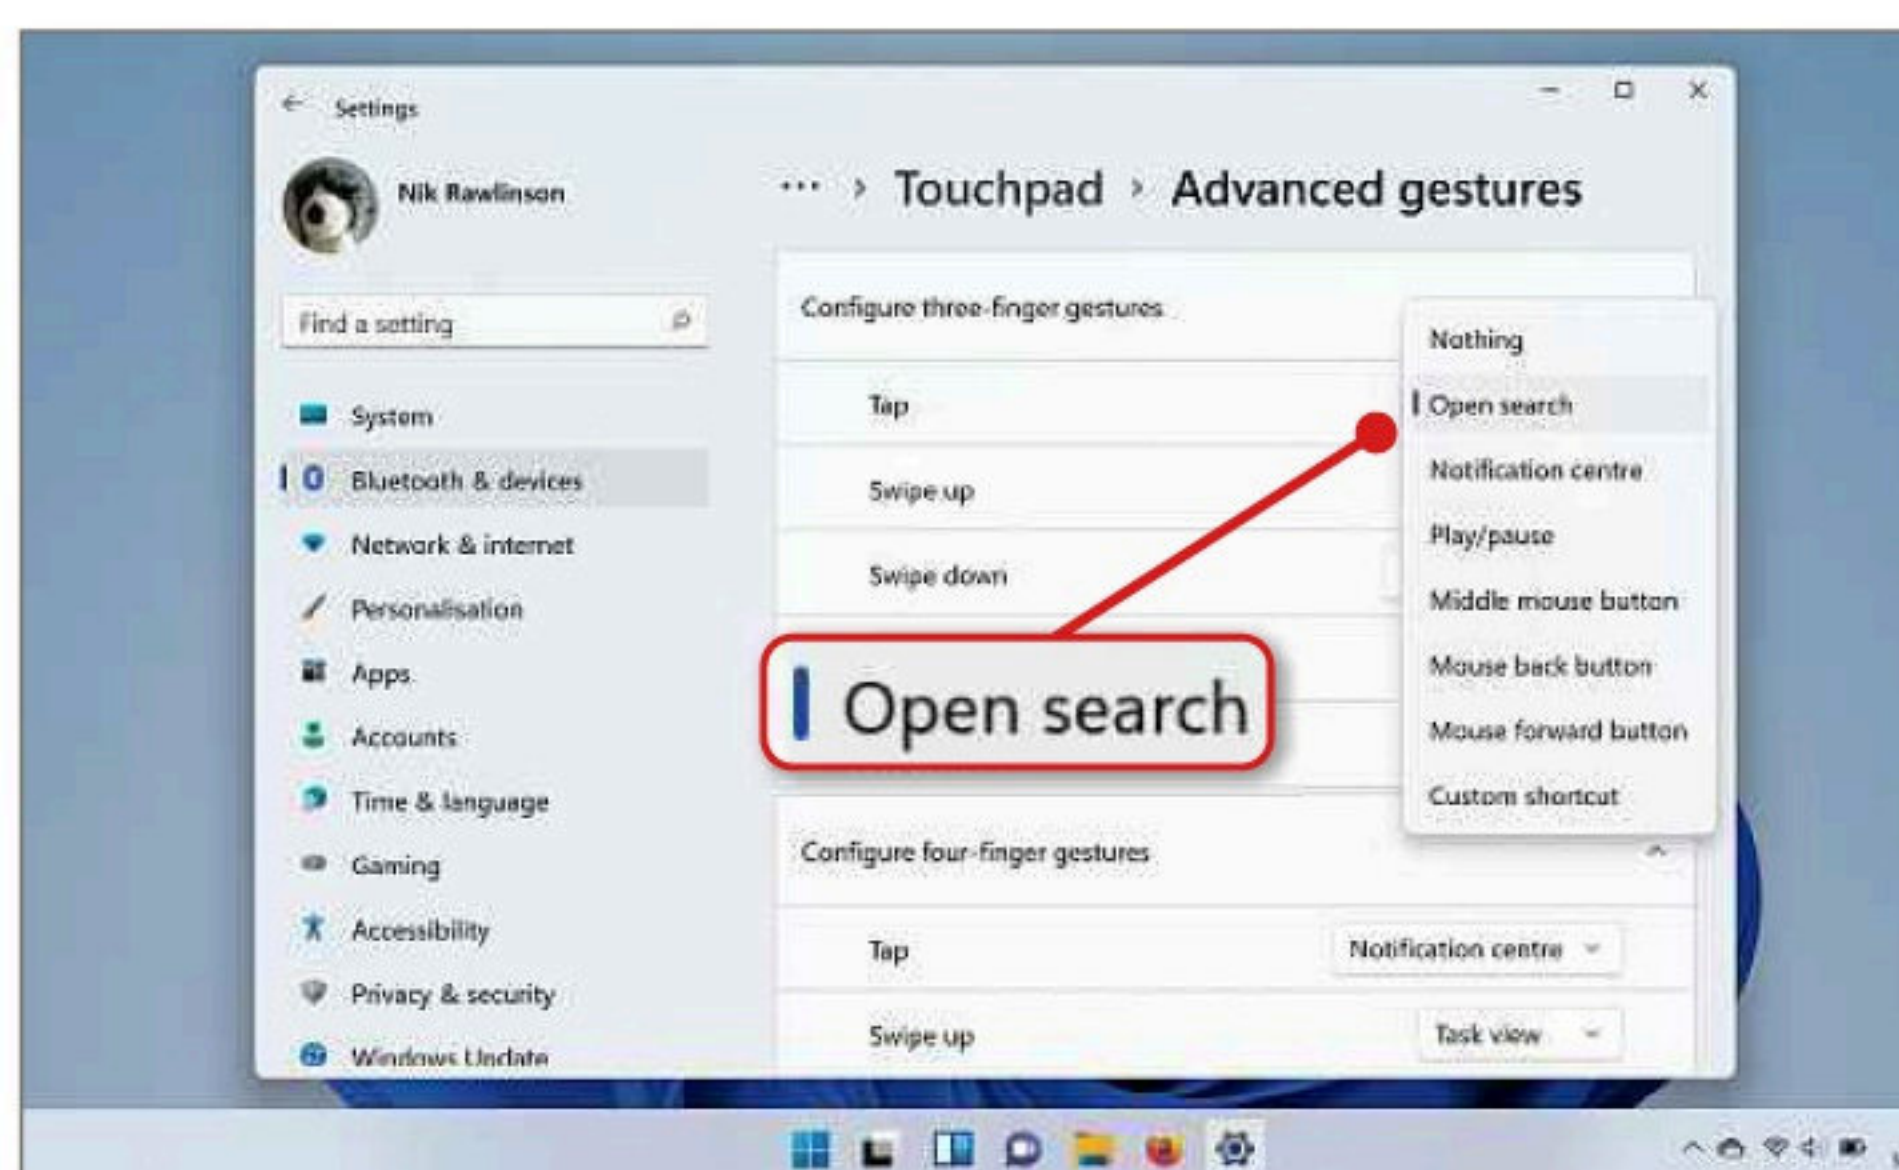 Settings
Nik Rawlinson
Find a setting
System
Bluetooth & devices
Network & internet
Personalisation
Apps
Accounts
Time & language
Gaming
Accessibility
Privacy & security
Windows Update
... > Touchpad > Advanced gestures
Configure three-finger gestures
Tap
Swipe up
Swipe down
Open search
Nothing
Open search
Notification centre
Play/pause
Middle mouse button
Mouse back button
Mouse forward button
Custom shortcut
Configure four-finger gestures
Tap
Notification centre
Swipe up
Task view